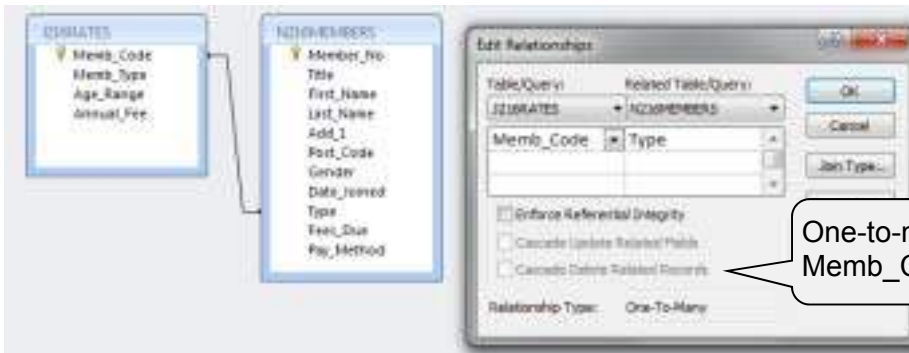 J216RATES
Memb_Code
Memb_Type
Age_Range
Annual_Fee
N216MEMBERS
Member_No
Title
First_Name
Last_Name
Add_1
Post_Code
Gender
Date_Joined
Type
Fees_Due
Pay_Method
Edit Relationships
Table/Query: Related Table/Query:
J216RATES N216MEMBERS
Memb_Code Type
OK
Cancel
Join Type...
Enforce Referential Integrity
Cascade Update Related Fields
Cascade Delete Related Records
Relationship Type: One-To-Many
One-to-